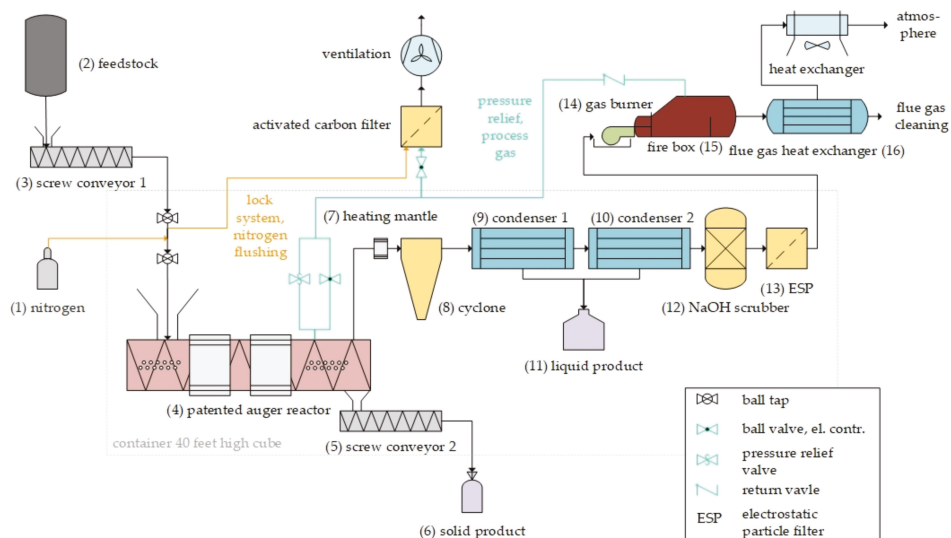 atmos-
phere
(2) feedstock
ventilation
heat exchanger
pressure
relief,
process
gas
(14) gas burner
activated carbon filter
flue gas
cleaning
fire box (15)
flue gas heat exchanger (16)
(3) screw conveyor 1
lock
system,
nitrogen
flushing
(7) heating mantle
(9) condenser 1
(10) condenser 2
(1) nitrogen
(8) cyclone
(13) ESP
(12) NaOH scrubber
(11) liquid product
(4) patented auger reactor
container 40 feet high cube
(5) screw conveyor 2
(6) solid product
ball tap
ball valve, el. contr.
pressure relief
valve
return vavle
ESP electrostatic
particle filter